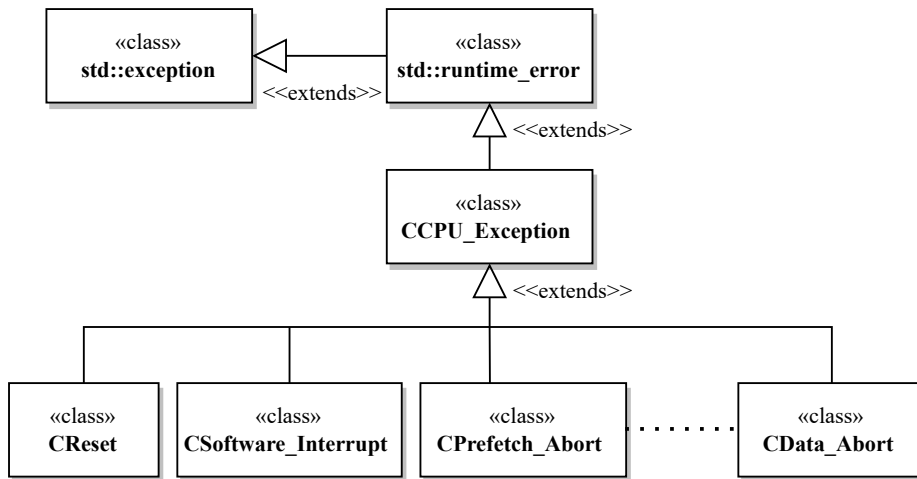 «class»
std::exception
«class»
std::runtime_error
<<extends>>
<<extends>>
«class»
CCPU_Exception
<<extends>>
«class»
CReset
«class»
CSoftware_Interrupt
«class»
CPrefetch_Abort
«class»
CData_Abort